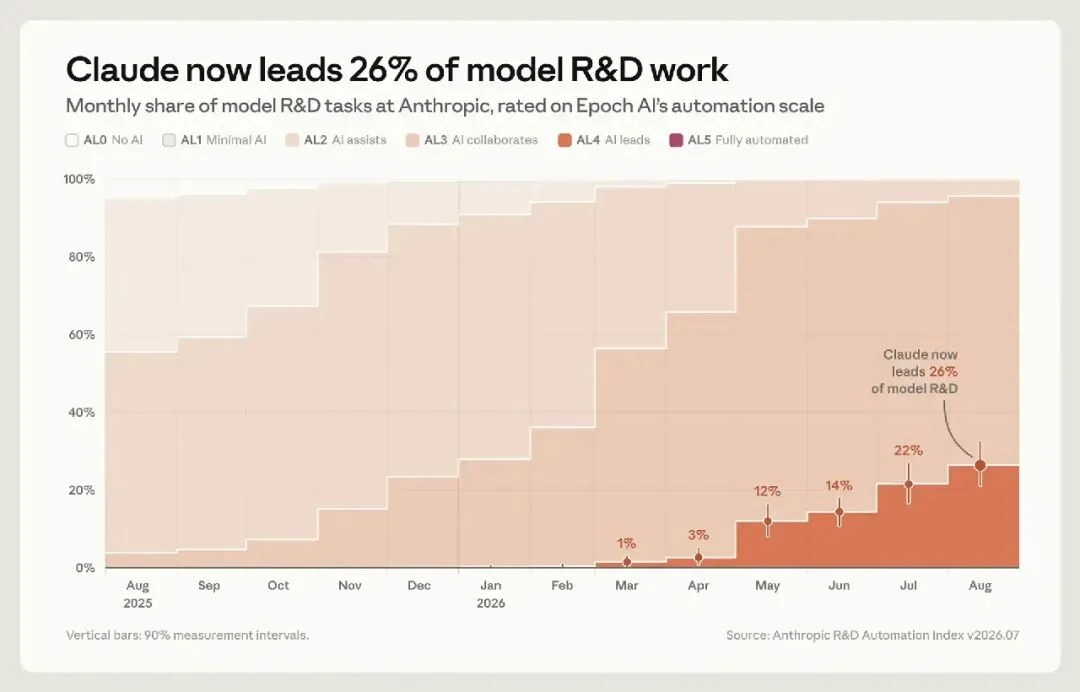 Claude now leads 26% of model R&D work
Monthly share of model R&D tasks at Anthropic, rated on Epoch AI's automation scale
AL0 No AI AL1 Minimal AI AL2 AI assists AL3 AI collaborates AL4 AI leads AL5 Fully automated
100%
80%
60%
40%
20%
0%
Claude now
leads 26%
of model R&D
1%
3%
12%
14%
22%
Aug Sep Oct Nov Dec Jan Feb Mar Apr May Jun Jul Aug
2025 2026
Vertical bars: 90% measurement intervals. Source: Anthropic R&D Automation Index v2026.07